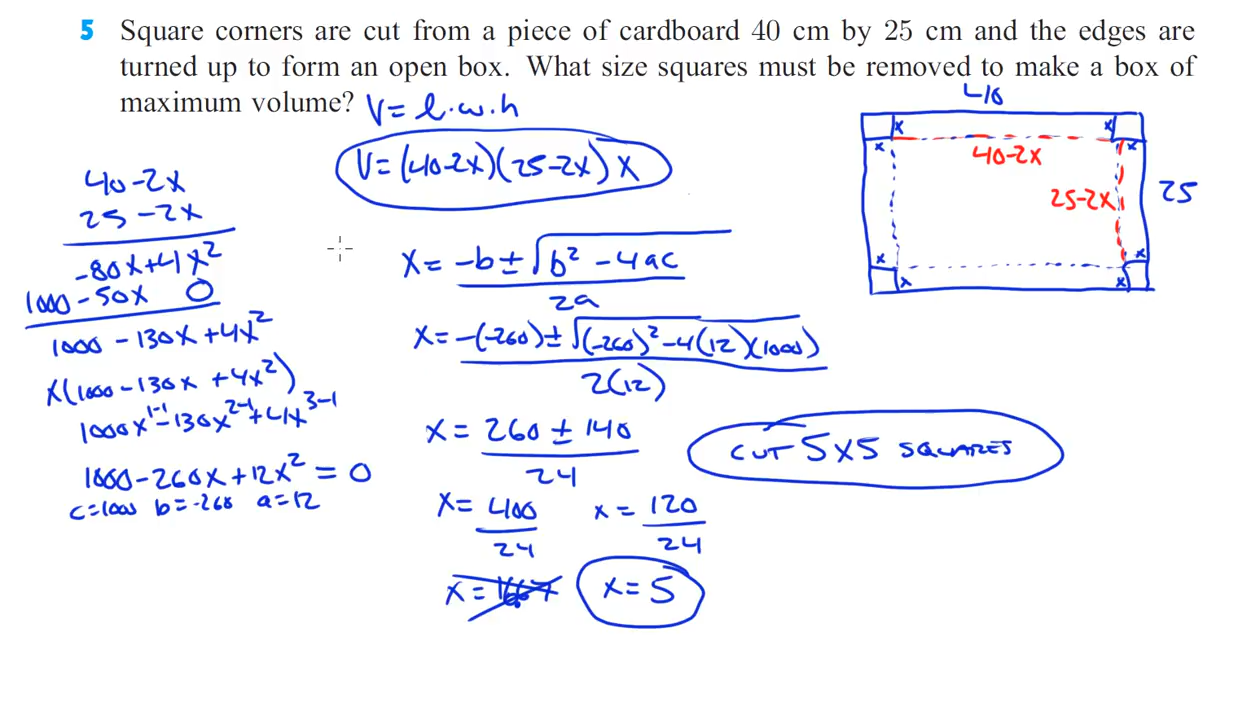 5 Square corners are cut from a piece of cardboard 40 cm by 25 cm and the edges are
turned up to form an open box. What size squares must be removed to make a box of
maximum volume? V = l·w·h
V = (40-2x)(25-2x)x
40
x x
x x
40-2x
25-2x
25
x x
x x
40-2x
25-2x
-80x+4x²
1000-50x 0
1000-130x+4x²
x(1000-130x+4x²)
1000x¹⁻¹-130x²⁻¹+4x³⁻¹
1000-260x+12x²=0
c=1000 b=-260 a=12
x = -b±√(b²-4ac) / 2a
x = -(-260)±√((-260)²-4(12)(1000)) / 2(12)
x = 260±140 / 24
x = 400 / 24 x = 120 / 24
x = 16.67 x = 5
CUT 5x5 SQUARES